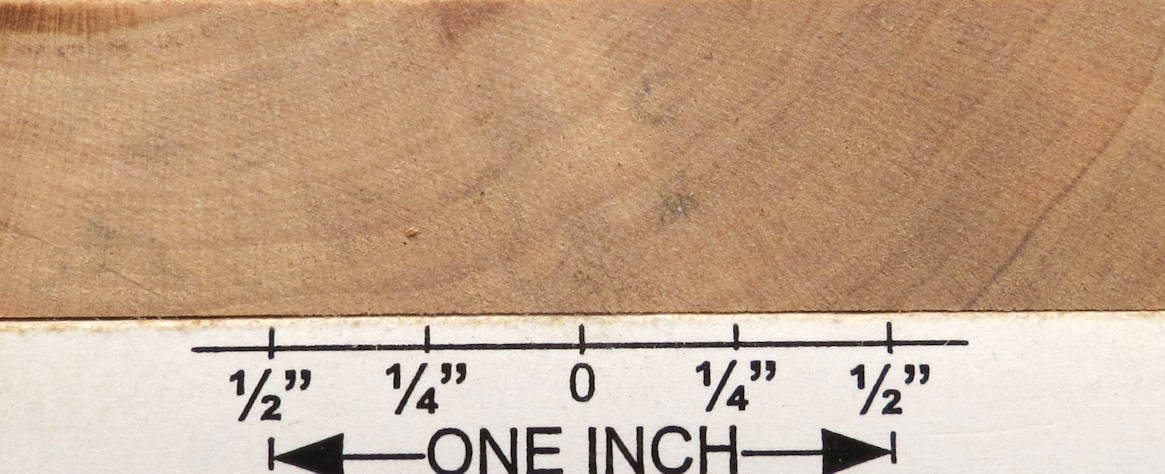 ½” ¼” 0 ¼” ½”
ONE INCH